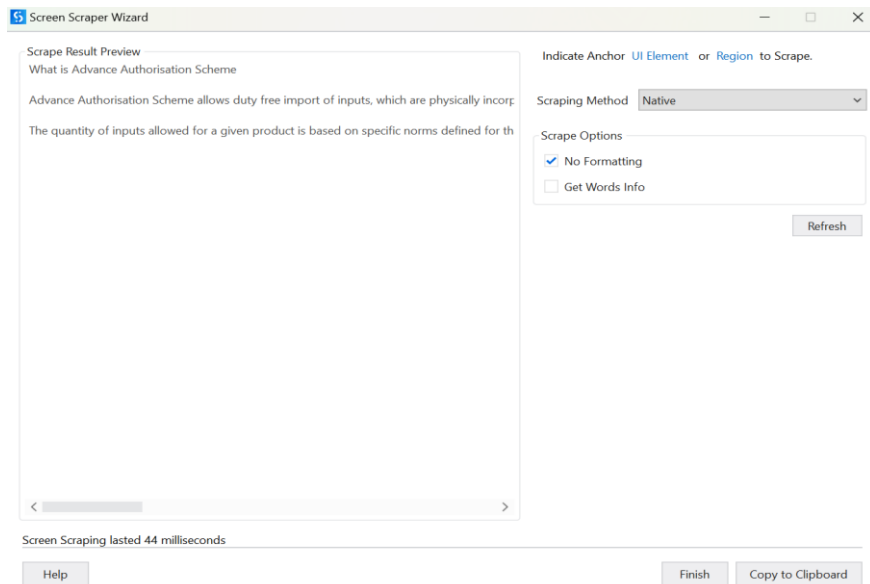 Screen Scraper Wizard
Scrape Result Preview
What is Advance Authorisation Scheme
Advance Authorisation Scheme allows duty free import of inputs, which are physically incorp
The quantity of inputs allowed for a given product is based on specific norms defined for th
Indicate Anchor UI Element or Region to Scrape.
Scraping Method Native
Scrape Options
No Formatting
Get Words Info
Refresh
Screen Scraping lasted 44 milliseconds
Help Finish Copy to Clipboard